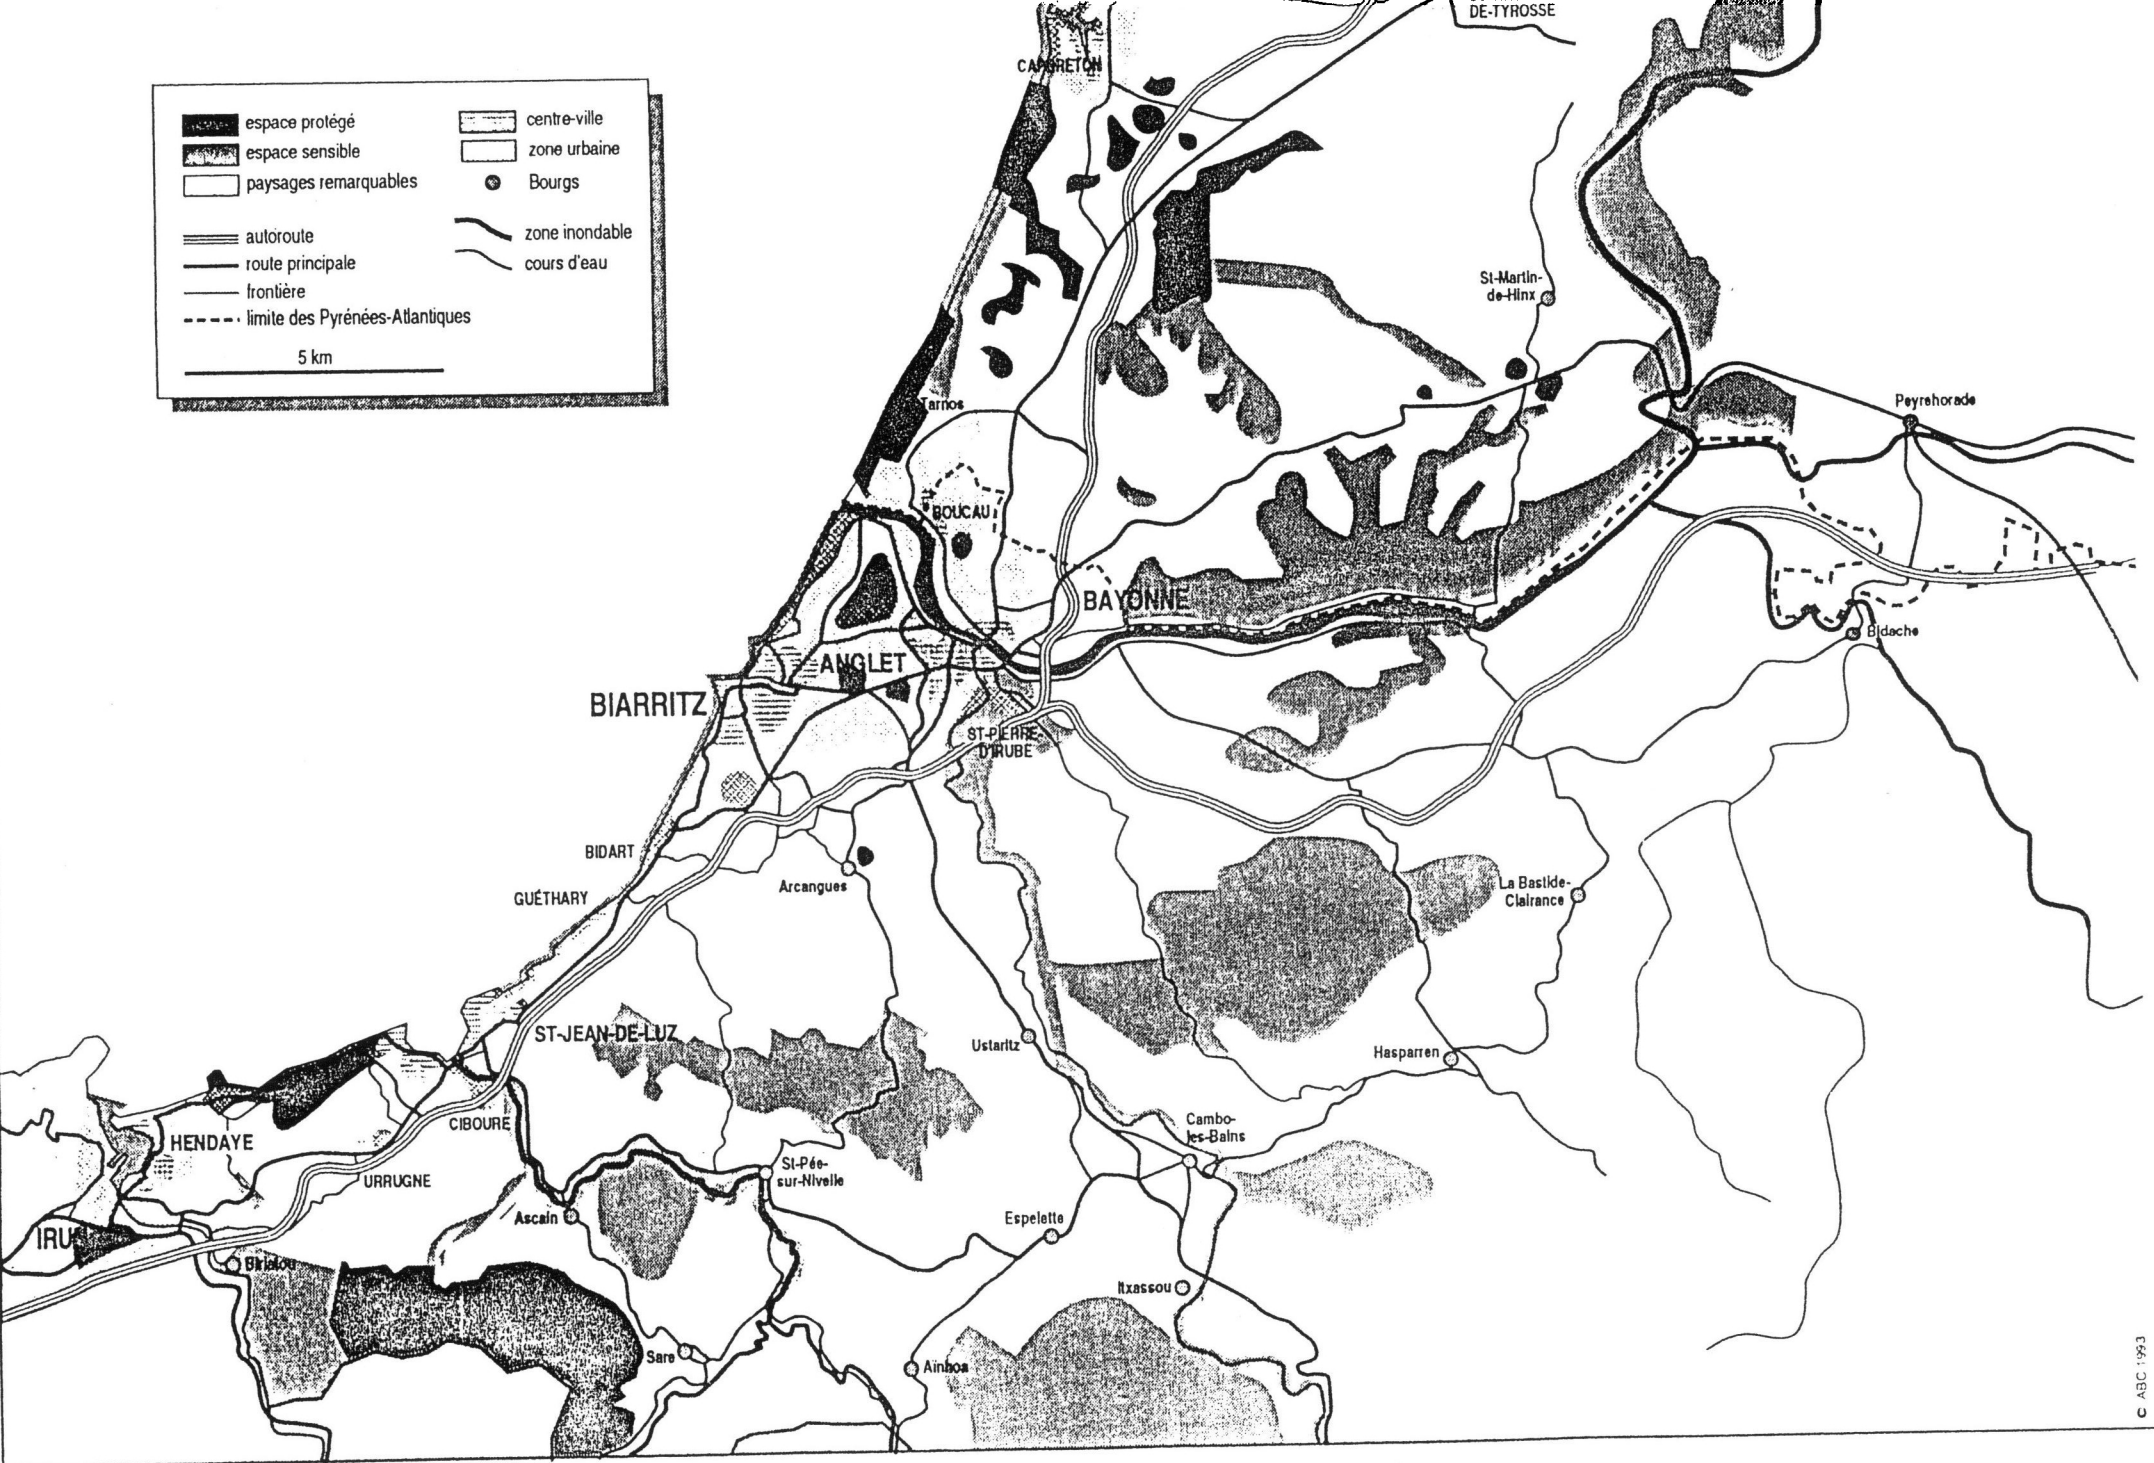 DE-TYROSSE
CAPBRETON
espace protégé
espace sensible
paysages remarquables
autoroute
route principale
frontière
limite des Pyrénées-Atlantiques
5 km
centre-ville
zone urbaine
Bourgs
zone inondable
cours d'eau
St-Martin-
de-Hinx
Tarnos
Peyrehorade
BOUCAU
BAYONNE
Bidache
ANGLET
BIARRITZ
ST-PIERRE-
D'IRUBE
BIDART
Arcangues
GUÉTHARY
La Bastide-
Clairance
ST-JEAN-DE-LUZ
Ustaritz
Hasparren
CIBOURE
HENDAYE
Cambo-
les-Bains
URRUGNE
St-Pée-
sur-Nivelle
Ascain
Espelette
IRU
Biriatou
Itxassou
Sare
Aïnhoa
© ABC 1993